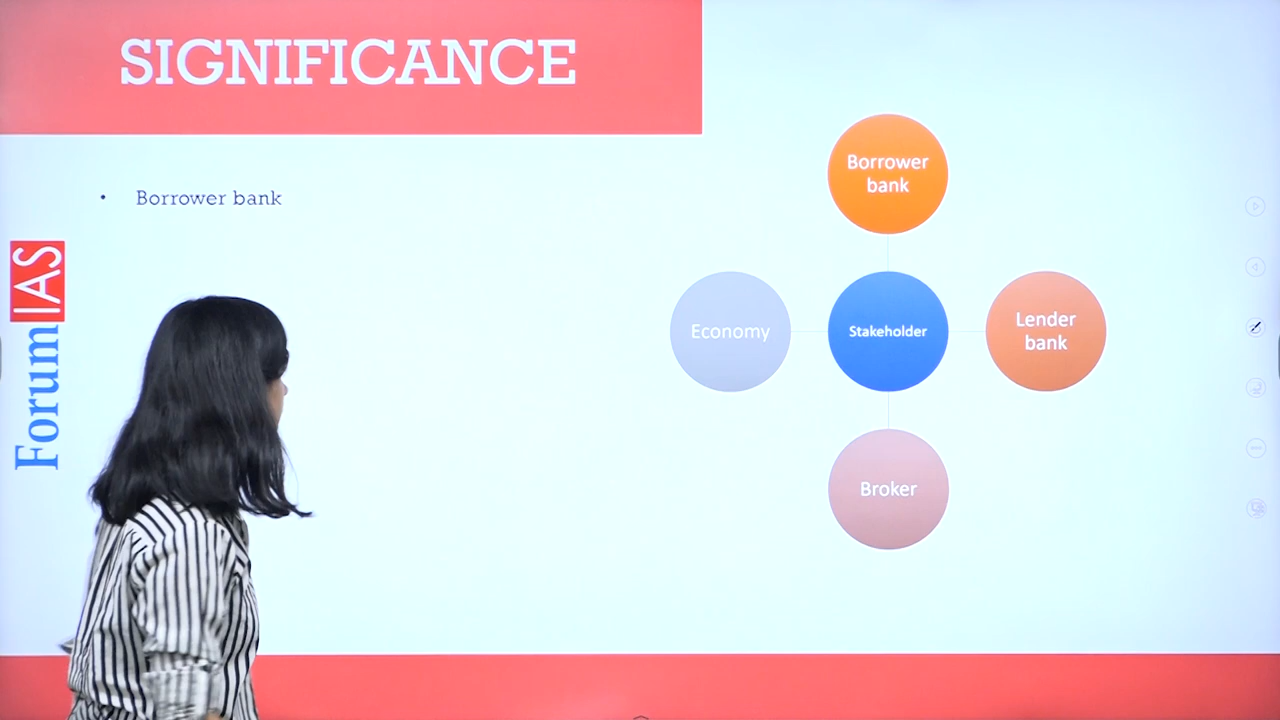 SIGNIFICANCE
• Borrower bank
Forum IAS
Borrower
bank
Economy
Stakeholder
Lender
bank
Broker